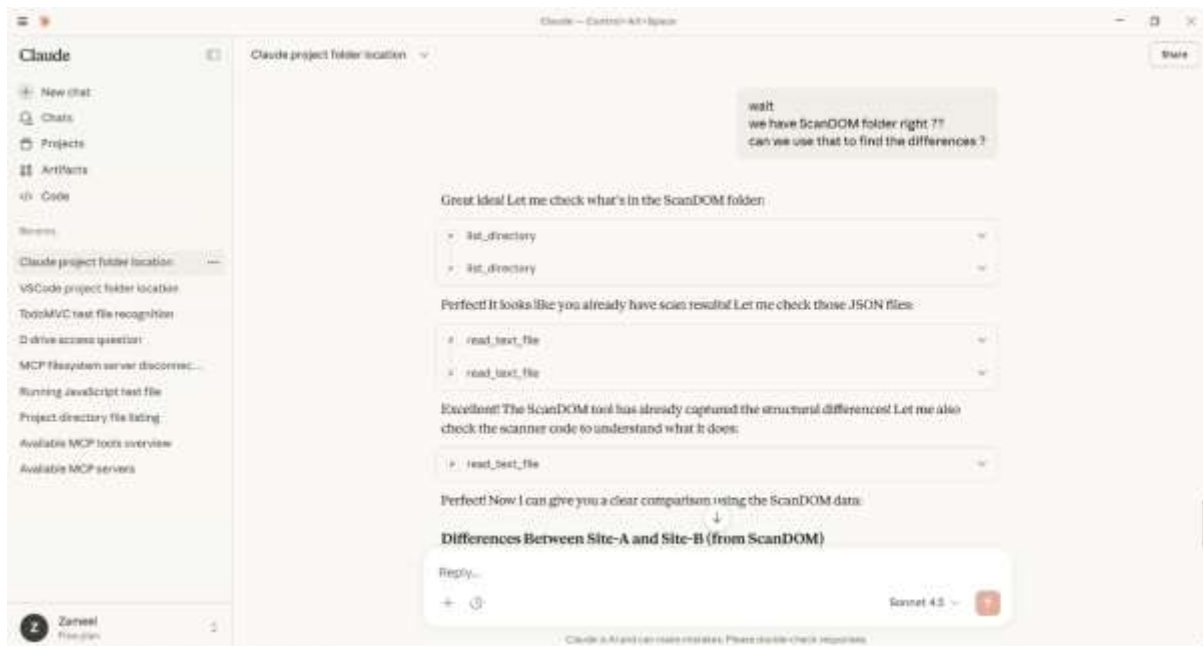 Claude — Control+Alt+Space
Claude
New chat
Chats
Projects
Artifacts
Code
Recents
Claude project folder location
VSCode project folder location
TodoMVC test file recognition
D drive access question
MCP filesystem server disconnec...
Running JavaScript test file
Project directory file listing
Available MCP tools overview
Available MCP servers
Z
Zarweel
Free plan
Claude project folder location
Share
wait
we have ScanDOM folder right ??
can we use that to find the differences ?
Great idea! Let me check what's in the ScanDOM folder:
list_directory
list_directory
Perfect! It looks like you already have scan results! Let me check those JSON files:
read_text_file
read_text_file
Excellent! The ScanDOM tool has already captured the structural differences! Let me also
check the scanner code to understand what it does:
read_text_file
Perfect! Now I can give you a clear comparison using the ScanDOM data:
Differences Between Site-A and Site-B (from ScanDOM)
Reply...
Sonnet 4.5
Claude is AI and can make mistakes. Please double-check responses.